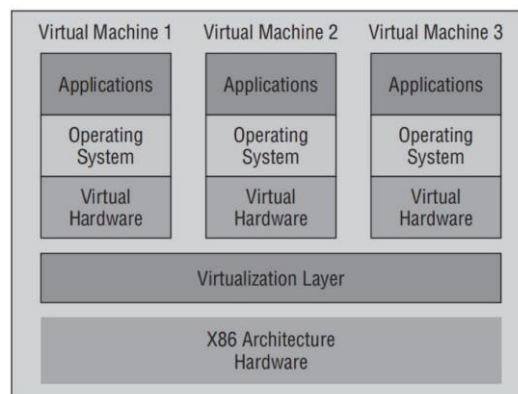 Virtual Machine 1 Virtual Machine 2 Virtual Machine 3
Applications Applications Applications
Operating Operating Operating
System System System
Virtual Virtual Virtual
Hardware Hardware Hardware
Virtualization Layer
X86 Architecture
Hardware